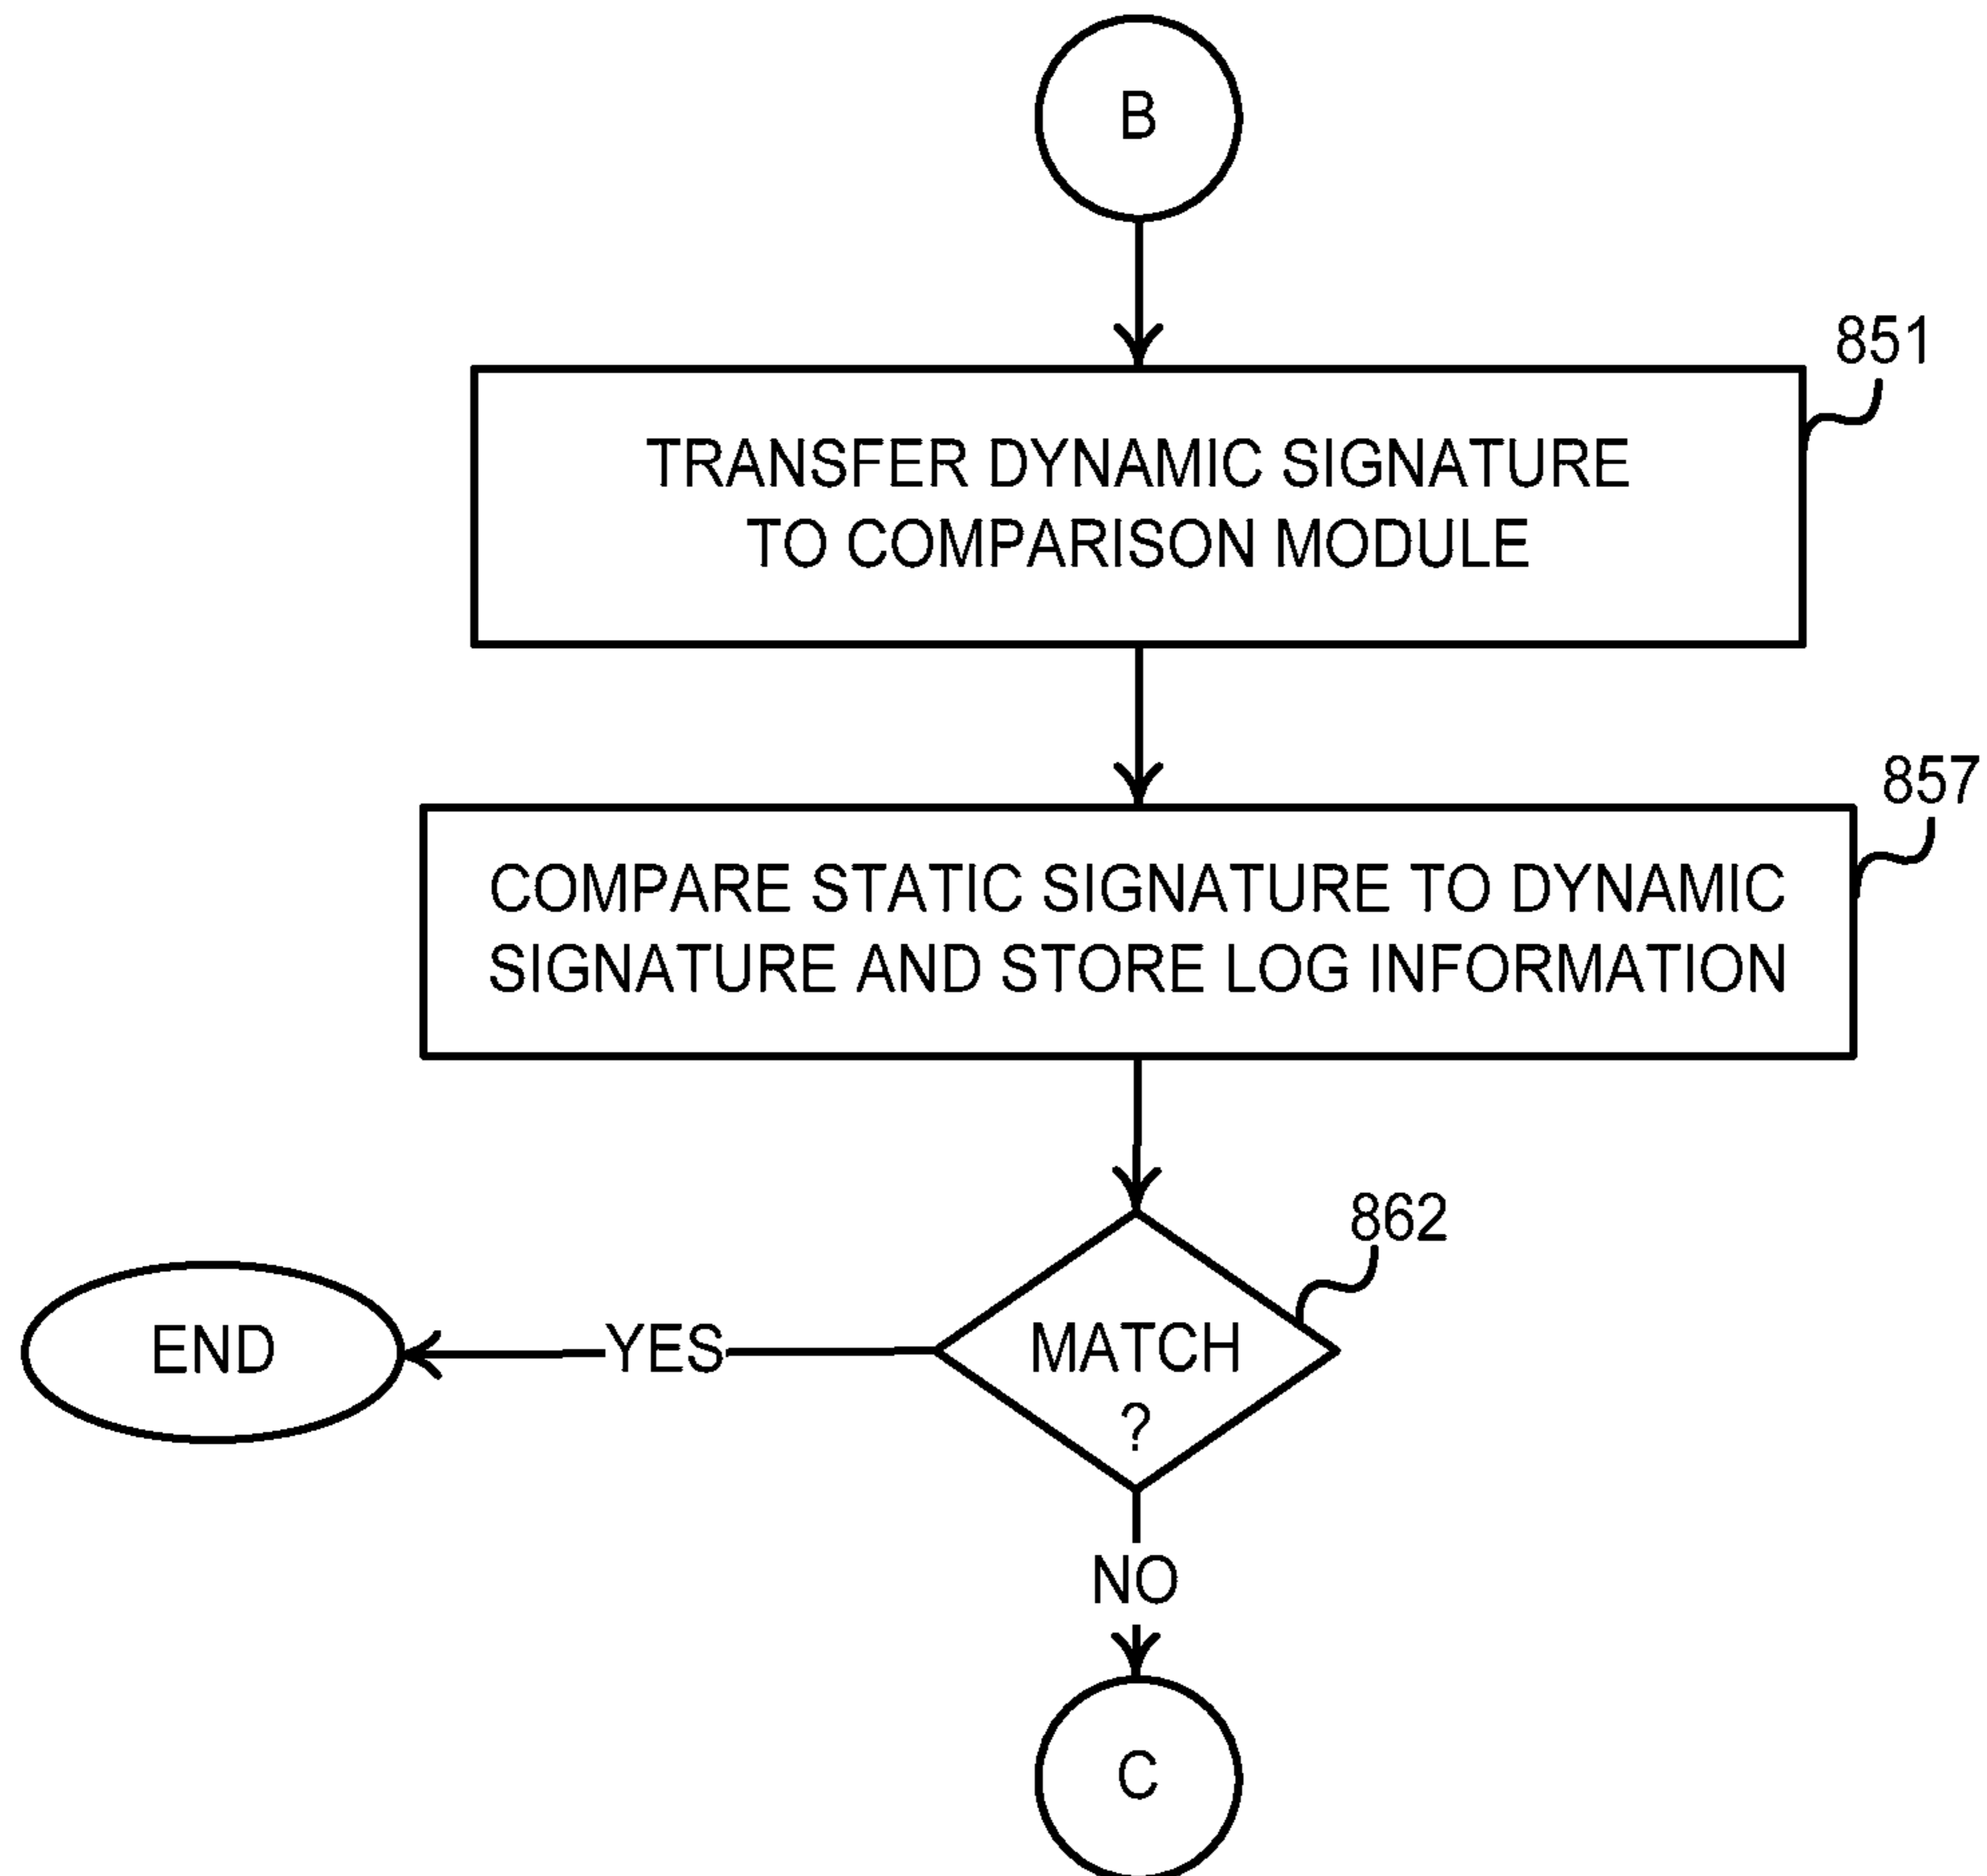 B
851
TRANSFER DYNAMIC SIGNATURE
TO COMPARISON MODULE
857
COMPARE STATIC SIGNATURE TO DYNAMIC
SIGNATURE AND STORE LOG INFORMATION
862
MATCH
?
YES
END
NO
C